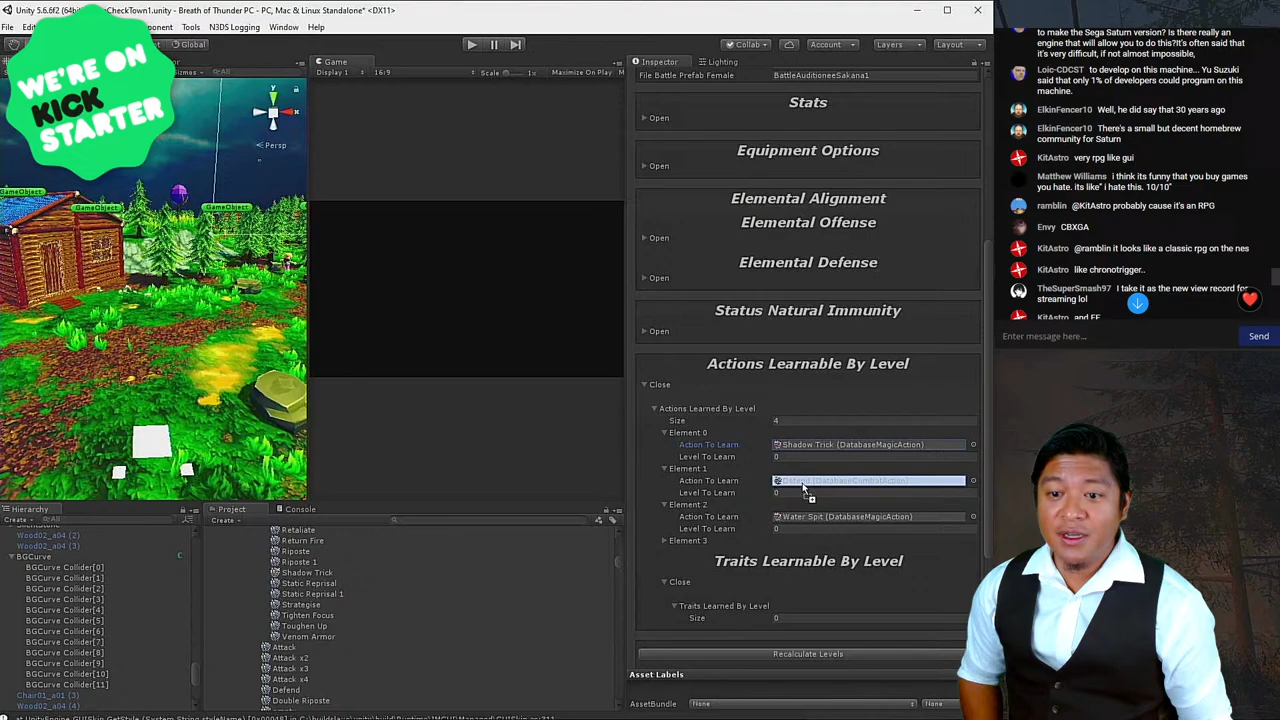 Unity 5.6.6f2 (64bit)
CheckTown1.unity - Breath of Thunder PC - PC, Mac & Linux Standalone* <DX11>
File
Tools
N3DS Logging
Window
Help
Global
Collab
Account
Layers
Layout
WE'RE ON
KICK
STARTER
Game
Display 1
16:9
Scale
1x
Maximize On Play
y
x
Persp
GameObject
GameObject
GameObject
Inspector
Lighting
File Battle Prefab Female
BattleAuditioneeSakana1
Stats
Open
Equipment Options
Open
Elemental Alignment
Elemental Offense
Open
Elemental Defense
Open
Status Natural Immunity
Open
Actions Learnable By Level
Close
Actions Learned By Level
Size
4
Element 0
Action To Learn
Shadow Trick (DatabaseMagicAction)
Level To Learn
0
Element 1
Action To Learn
Defend (DatabaseCombatAction)
Level To Learn
0
Element 2
Action To Learn
Water Spit (DatabaseMagicAction)
Level To Learn
0
Element 3
Traits Learnable By Level
Close
Traits Learned By Level
Size
0
Recalculate Levels
Asset Labels
AssetBundle
None
None
Hierarchy
Create
All
Wood02_a04 (2)
Wood02_a04 (3)
BGCurve
BGCurve Collider[0]
BGCurve Collider[1]
BGCurve Collider[2]
BGCurve Collider[3]
BGCurve Collider[4]
BGCurve Collider[5]
BGCurve Collider[6]
BGCurve Collider[7]
BGCurve Collider[8]
BGCurve Collider[9]
BGCurve Collider[10]
BGCurve Collider[11]
Chair01_a01 (3)
Wood02_a04 (4)
Project
Console
Create
Retaliate
Return Fire
Riposte
Riposte 1
Shadow Trick
Static Reprisal
Static Reprisal 1
Strategise
Tighten Focus
Toughen Up
Venom Armor
Attack
Attack x2
Attack x3
Attack x4
Defend
Double Riposte
to make the Sega Saturn version? Is there really an
engine that will allow you to do this?It's often said that
it's very difficult, if not almost impossible,
Loic-CDCST to develop on this machine... Yu Suzuki
said that only 1% of developers could program on this
machine.
ElkinFencer10 Well, he did say that 30 years ago
ElkinFencer10 There's a small but decent homebrew
community for Saturn
KitAstro very rpg like gui
Matthew Williams i think its funny that you buy games
you hate. its like" i hate this. 10/10"
ramblin @KitAstro probably cause it's an RPG
Envy CBXGA
KitAstro @ramblin it looks like a classic rpg on the nes
KitAstro like chronotrigger..
TheSuperSmash97 I take it as the new view record for
streaming lol
KitAstro and FF
Enter message here...
Send